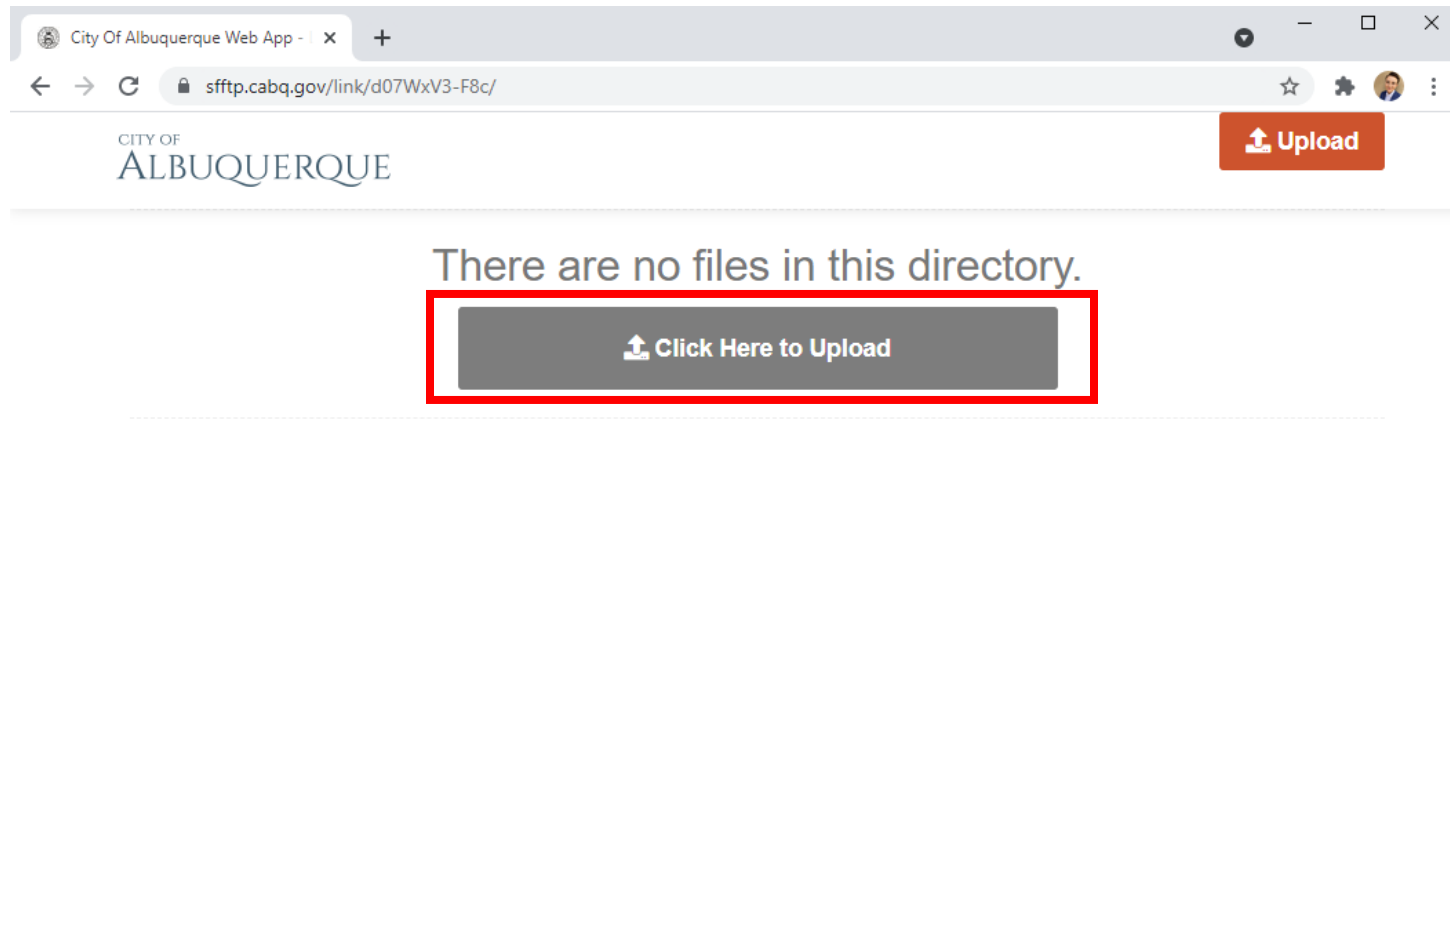 City Of Albuquerque Web App -
sfftp.cabq.gov/link/d07WxV3-F8c/
CITY OF
ALBUQUERQUE
Upload
There are no files in this directory.
Click Here to Upload